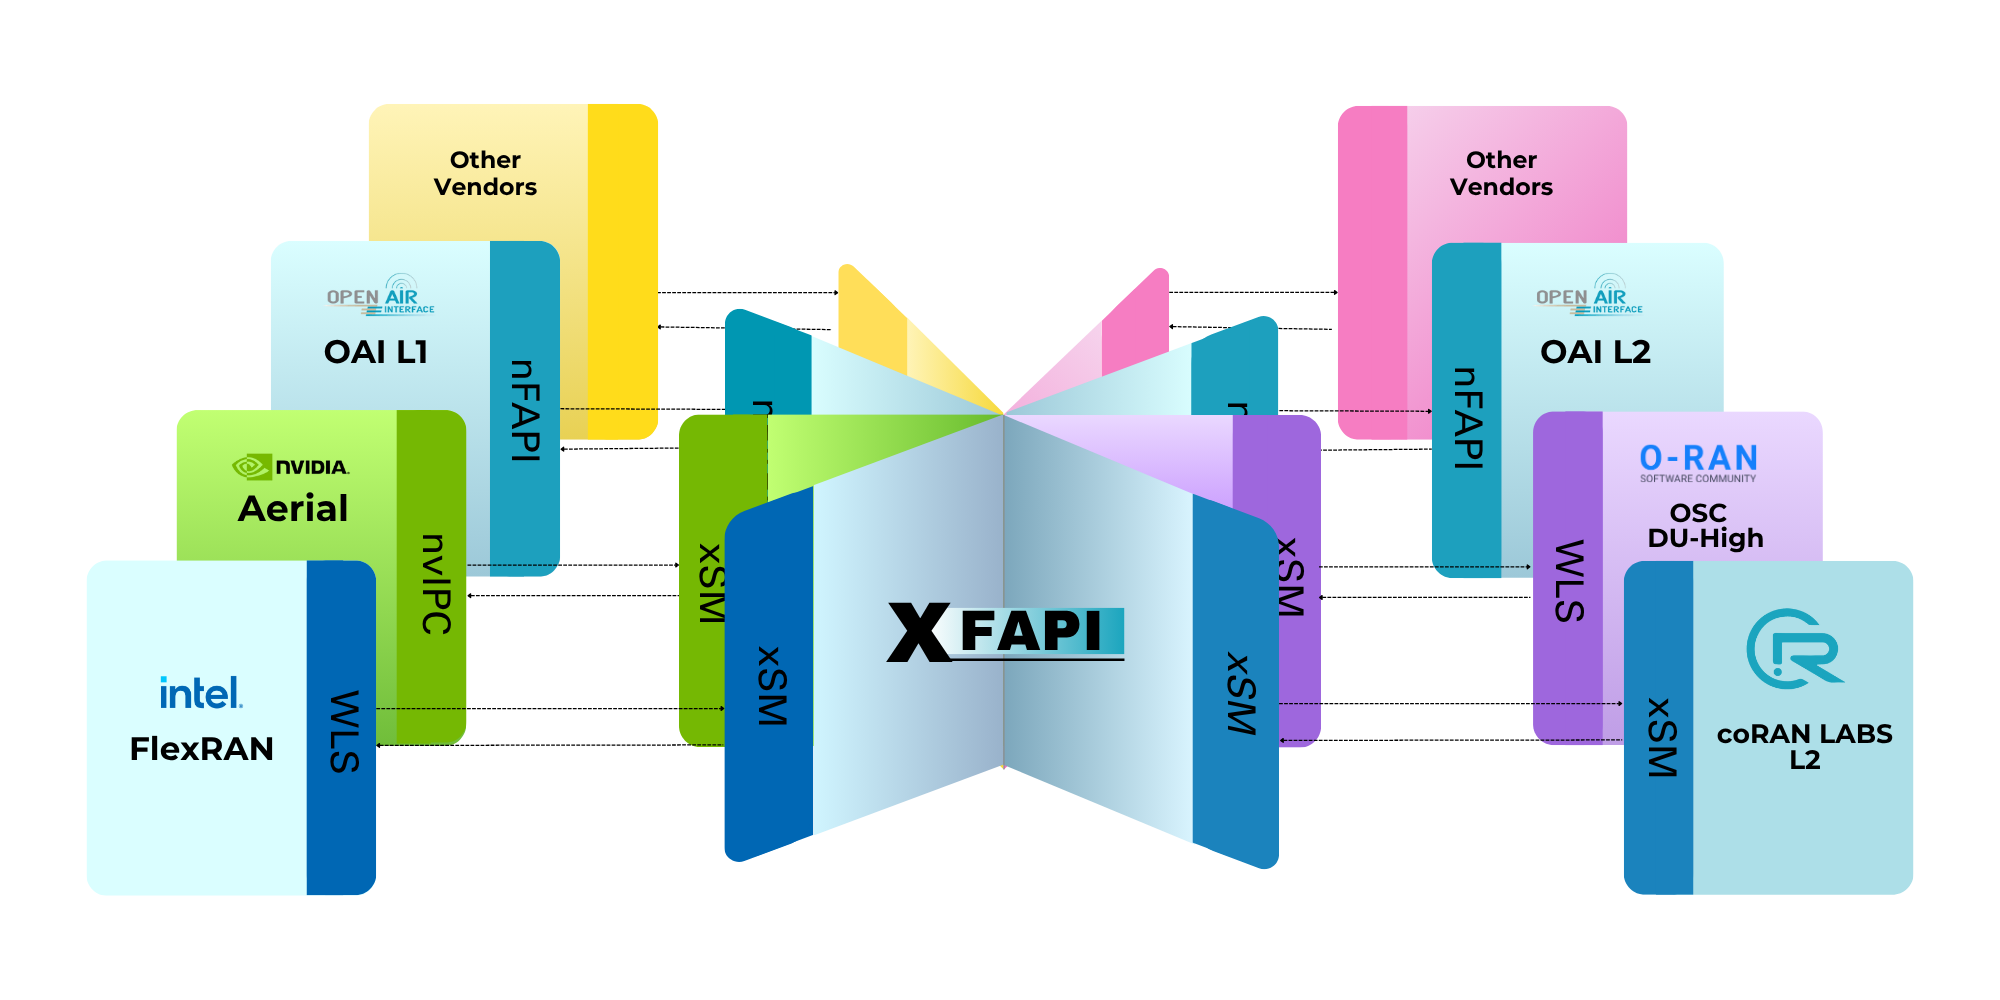 Other
Vendors
OPEN AIR
INTERFACE
OAI L1
nFAPI
NVIDIA.
Aerial
nvIPC
intel.
FlexRAN
WLS
n
xSM
xSM
X FAPI
n
xSM
xSM
Other
Vendors
OPEN AIR
INTERFACE
OAI L2
nFAPI
O-RAN
SOFTWARE COMMUNITY
OSC
DU-High
WLS
coRAN LABS
L2
xSM